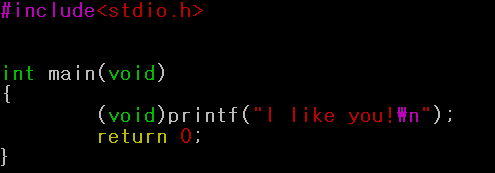 #include<stdio.h>
int main(void)
{
(void)printf("I like you!₩n");
return 0;
}